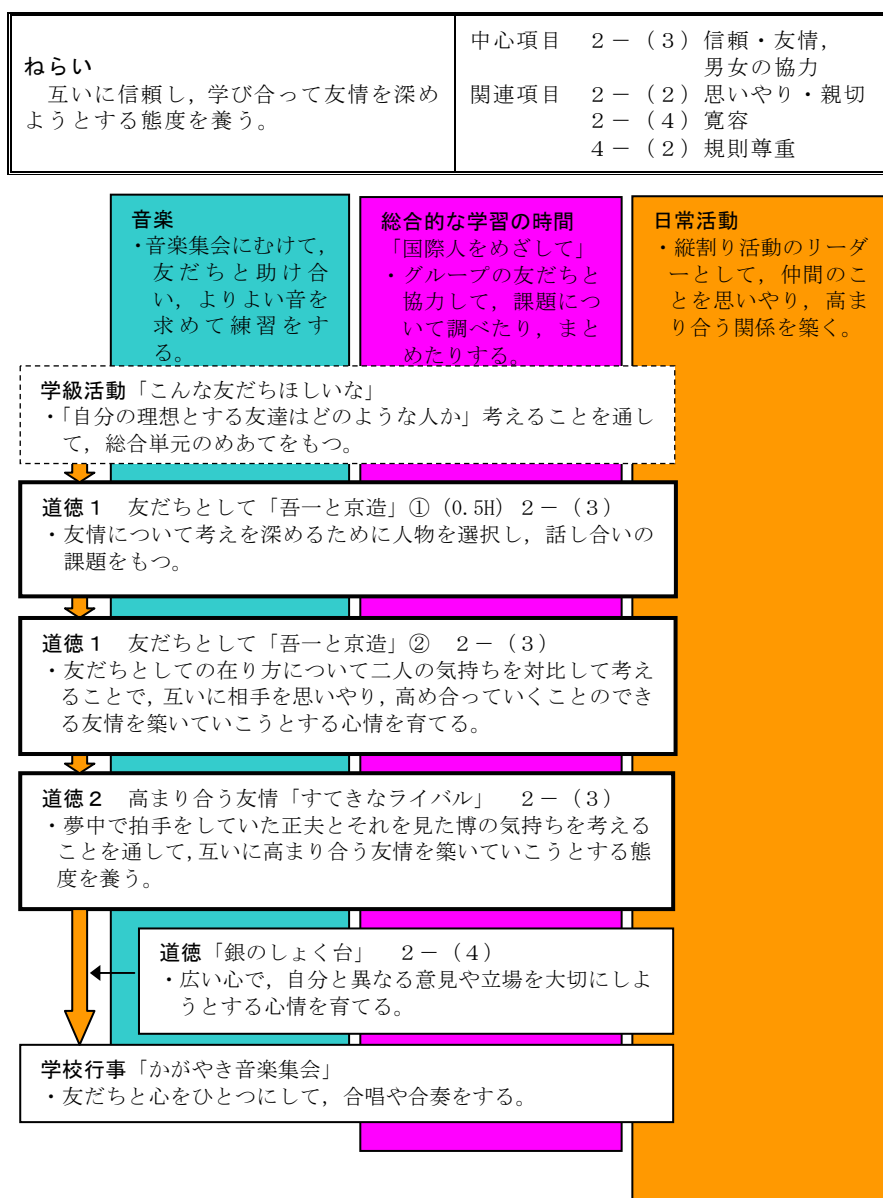 ねらい
　互いに信頼し，学び合って友情を深め
ようとする態度を養う。
中心項目　２－（３）信頼・友情，
男女の協力
関連項目　２－（２）思いやり・親切
２－（４）寛容
４－（２）規則尊重
音楽
・音楽集会にむけて，
友だちと助け合
い，よりよい音を
求めて練習をす
る。
総合的な学習の時間
「国際人をめざして」
・グループの友だちと
協力して，課題につ
いて調べたり，まと
めたりする。
日常活動
・縦割り活動のリーダ
ーとして，仲間のこ
とを思いやり，高ま
り合う関係を築く。
学級活動「こんな友だちほしいな」
・「自分の理想とする友達はどのような人か」考えることを通し
て，総合単元のめあてをもつ。
道徳１　友だちとして「吾一と京造」①（0.5H）２－（３）
・友情について考えを深めるために人物を選択し，話し合いの
課題をもつ。
道徳１　友だちとして「吾一と京造」②　２－（３）
・友だちとしての在り方について二人の気持ちを対比して考え
ることで，互いに相手を思いやり，高め合っていくことのでき
る友情を築いていこうとする心情を育てる。
道徳２　高まり合う友情「すてきなライバル」　２－（３）
・夢中で拍手をしていた正夫とそれを見た博の気持ちを考える
ことを通して，互いに高まり合う友情を築いていこうとする態
度を養う。
道徳「銀のしょく台」　２－（４）
・広い心で，自分と異なる意見や立場を大切にしよ
うとする心情を育てる。
学校行事「かがやき音楽集会」
・友だちと心をひとつにして，合唱や合奏をする。